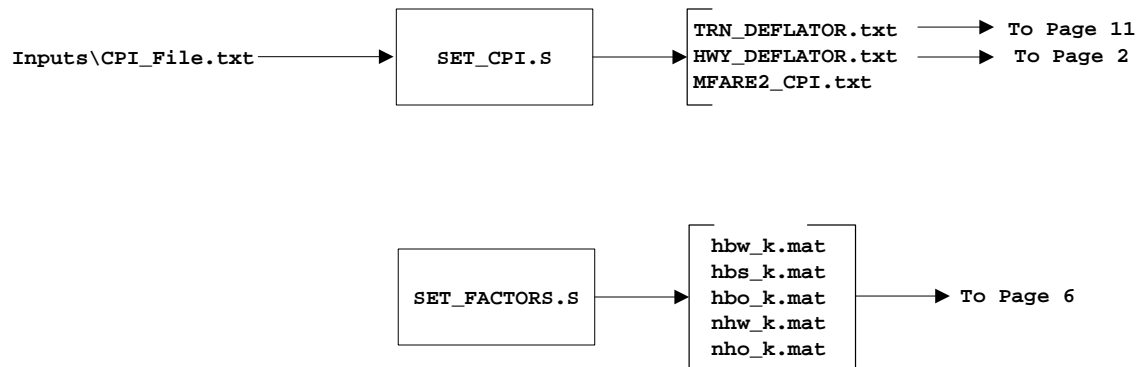 Inputs\CPI_File.txt
SET_CPI.S
TRN_DEFLATOR.txt
To Page 11
HWY_DEFLATOR.txt
To Page 2
MFARE2_CPI.txt
SET_FACTORS.S
hbw_k.mat
hbs_k.mat
hbo_k.mat
nhw_k.mat
nho_k.mat
To Page 6